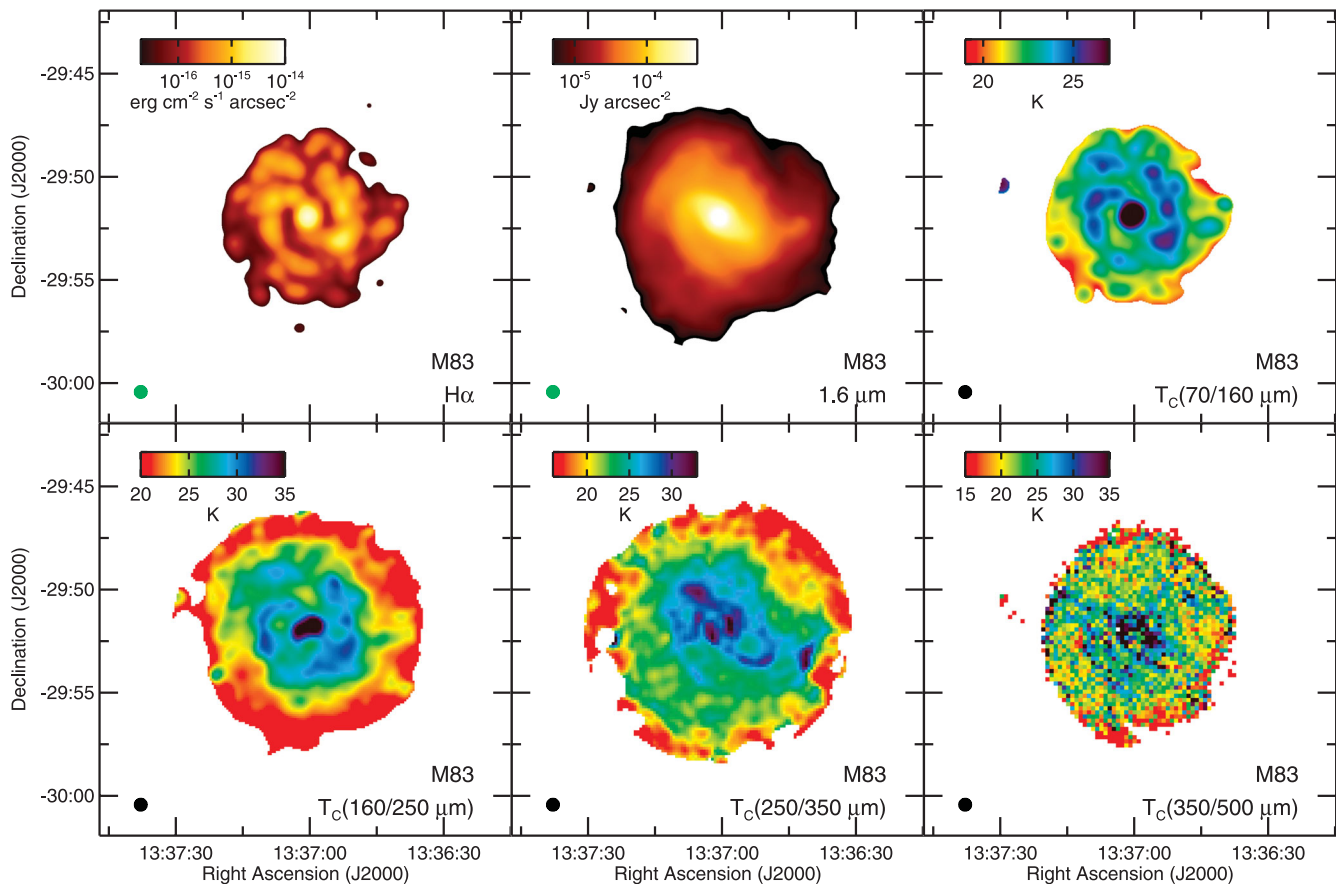 10⁻¹⁶ 10⁻¹⁵ 10⁻¹⁴
erg cm⁻² s⁻¹ arcsec⁻²
10⁻⁵ 10⁻⁴
Jy arcsec⁻²
20 25
K
-29:45
-29:50
-29:55
-30:00
Declination (J2000)
M83
Hα
M83
1.6 μm
M83
T_C(70/160 μm)
20 25 30 35
K
20 25 30
K
15 20 25 30 35
K
-29:45
-29:50
-29:55
-30:00
Declination (J2000)
M83
T_C(160/250 μm)
M83
T_C(250/350 μm)
M83
T_C(350/500 μm)
13:37:30 13:37:00 13:36:30
Right Ascension (J2000)
13:37:30 13:37:00 13:36:30
Right Ascension (J2000)
13:37:30 13:37:00 13:36:30
Right Ascension (J2000)